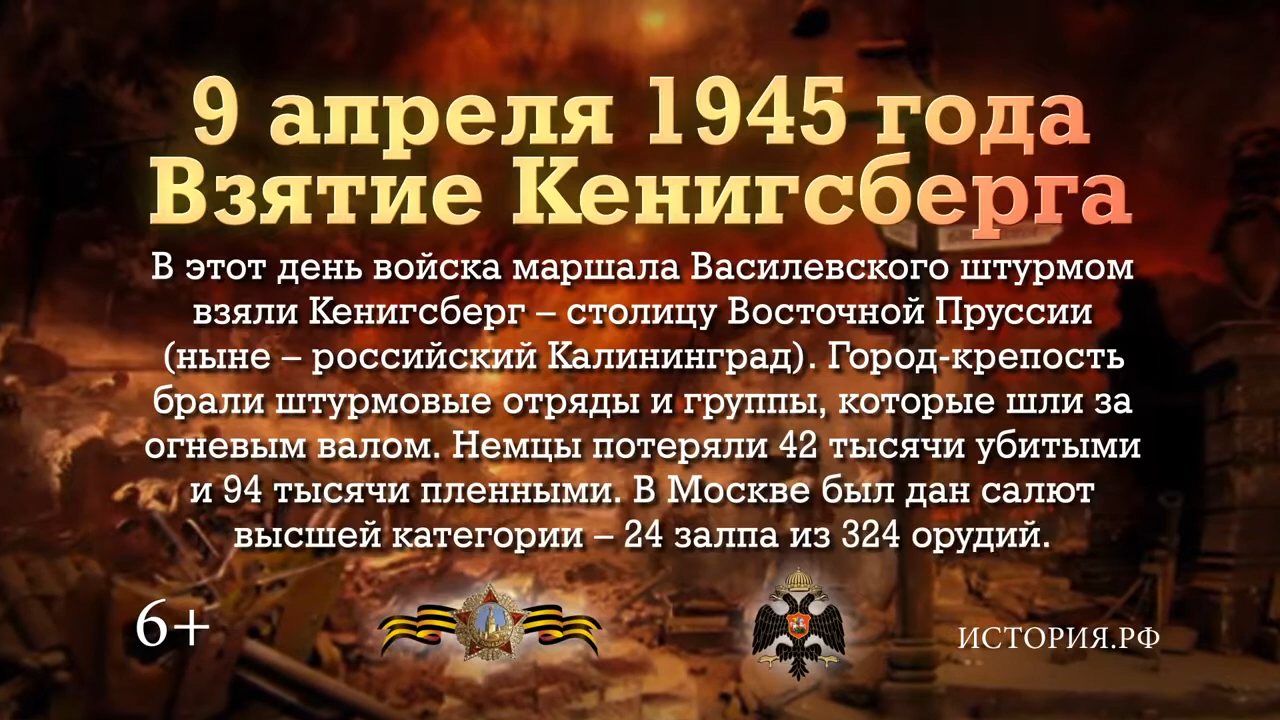 9 апреля 1945 года
Взятие Кенигсберга
В этот день войска маршала Василевского штурмом
взяли Кенигсберг – столицу Восточной Пруссии
(ныне – российский Калининград). Город-крепость
брали штурмовые отряды и группы, которые шли за
огневым валом. Немцы потеряли 42 тысячи убитыми
и 94 тысячи пленными. В Москве был дан салют
высшей категории – 24 залпа из 324 орудий.
6+
ИСТОРИЯ.РФ